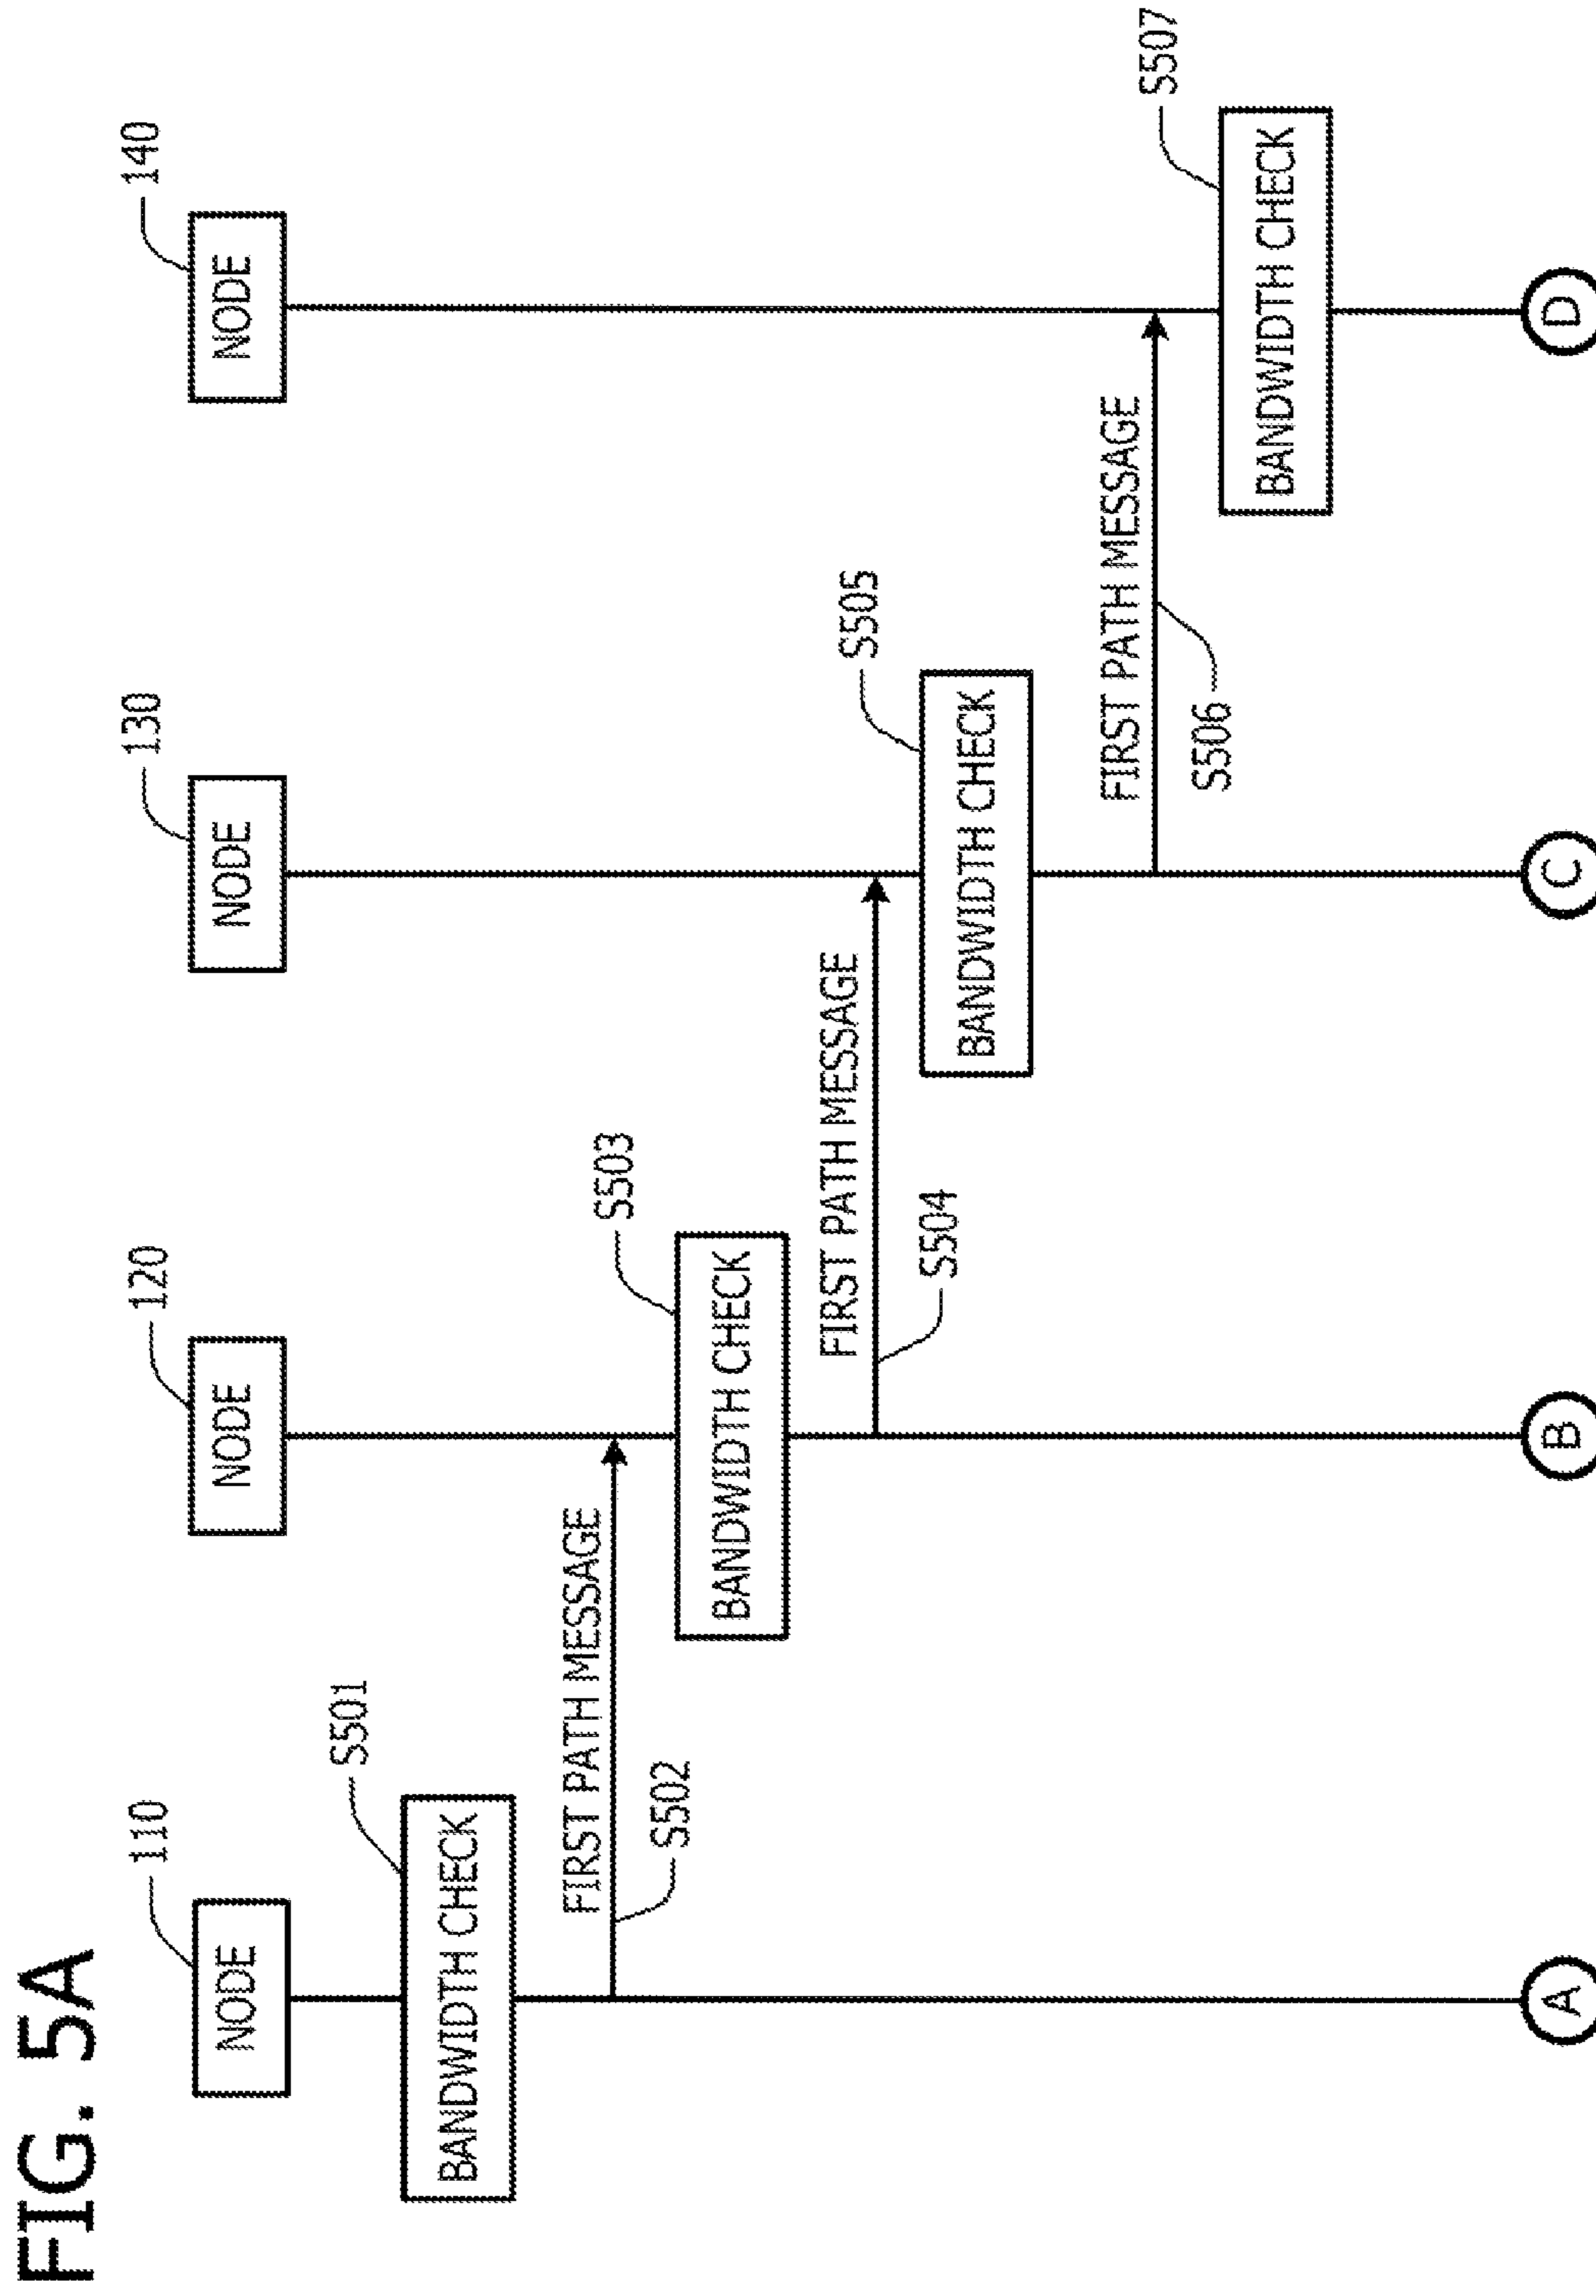 FIG. 5A
110
120
130
140
NODE
NODE
NODE
NODE
S501
BANDWIDTH CHECK
FIRST PATH MESSAGE
S502
S503
BANDWIDTH CHECK
FIRST PATH MESSAGE
S504
S505
BANDWIDTH CHECK
FIRST PATH MESSAGE
S506
S507
BANDWIDTH CHECK
A
B
C
D